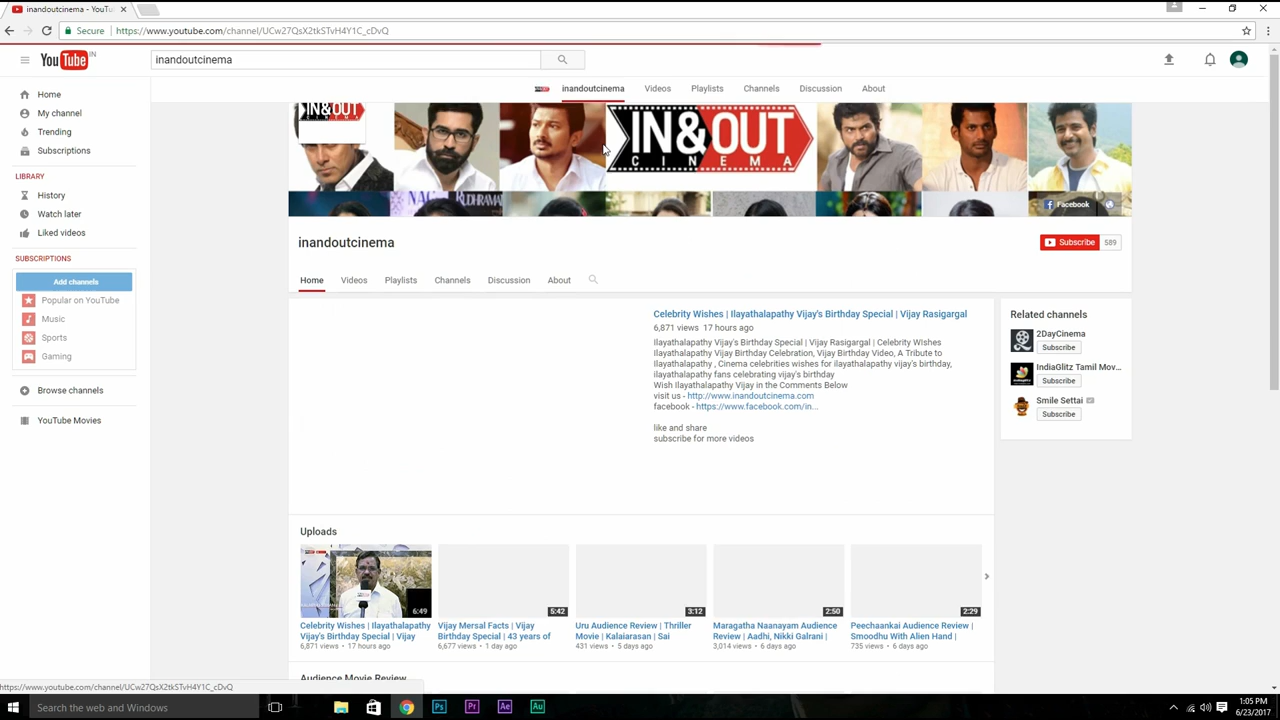 inandoutcinema - YouTu
Secure https://www.youtube.com/channel/UCw27QsX2tkSTvH4Y1C_cDvQ
YouTube IN
inandoutcinema
inandoutcinema Videos Playlists Channels Discussion About
Home
My channel
Trending
Subscriptions
LIBRARY
History
Watch later
Liked videos
SUBSCRIPTIONS
Add channels
Popular on YouTube
Music
Sports
Gaming
Browse channels
YouTube Movies
IN&OUT
CINEMA
IN&OUT
CINEMA
Facebook
inandoutcinema
Subscribe 589
Home Videos Playlists Channels Discussion About
Celebrity Wishes | Ilayathalapathy Vijay's Birthday Special | Vijay Rasigargal
6,871 views 17 hours ago
Ilayathalapathy Vijay's Birthday Special | Vijay Rasigargal | Celebrity WIshes
Ilayathalapathy Vijay Birthday Celebration, Vijay Birthday Video, A Tribute to
Ilayathalapathy , Cinema celebrities wishes for ilayathalapathy vijay's birthday,
ilayathalapathy fans celebrating vijay's birthday
Wish Ilayathalapathy Vijay in the Comments Below
visit us - http://www.inandoutcinema.com
facebook - https://www.facebook.com/in...
like and share
subscribe for more videos
Related channels
2DayCinema
Subscribe
IndiaGlitz Tamil Mov...
Subscribe
Smile Settai
Subscribe
Uploads
6:49
5:42
3:12
2:50
2:29
Celebrity Wishes | Ilayathalapathy
Vijay's Birthday Special | Vijay
6,871 views • 17 hours ago
Vijay Mersal Facts | Vijay
Birthday Special | 43 years of
6,677 views • 1 day ago
Uru Audience Review | Thriller
Movie | Kalaiarasan | Sai
431 views • 5 days ago
Maragatha Naanayam Audience
Review | Aadhi, Nikki Galrani |
3,014 views • 6 days ago
Peechaankai Audience Review |
Smoodhu With Alien Hand |
735 views • 6 days ago
Audience Movie Review
https://www.youtube.com/channel/UCw27QsX2tkSTvH4Y1C_cDvQ
Search the web and Windows
Ps
Pr
Ae
Au
1:05 PM
6/23/2017